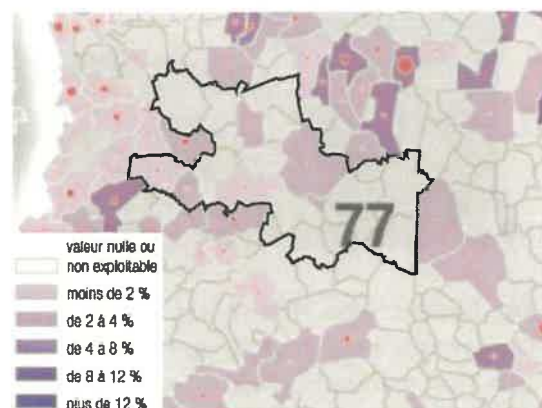 77
valeur nulle ou
non exploitable
moins de 2 %
de 2 à 4 %
de 4 a 8 %
de 8 à 12 %
plus de 12 %